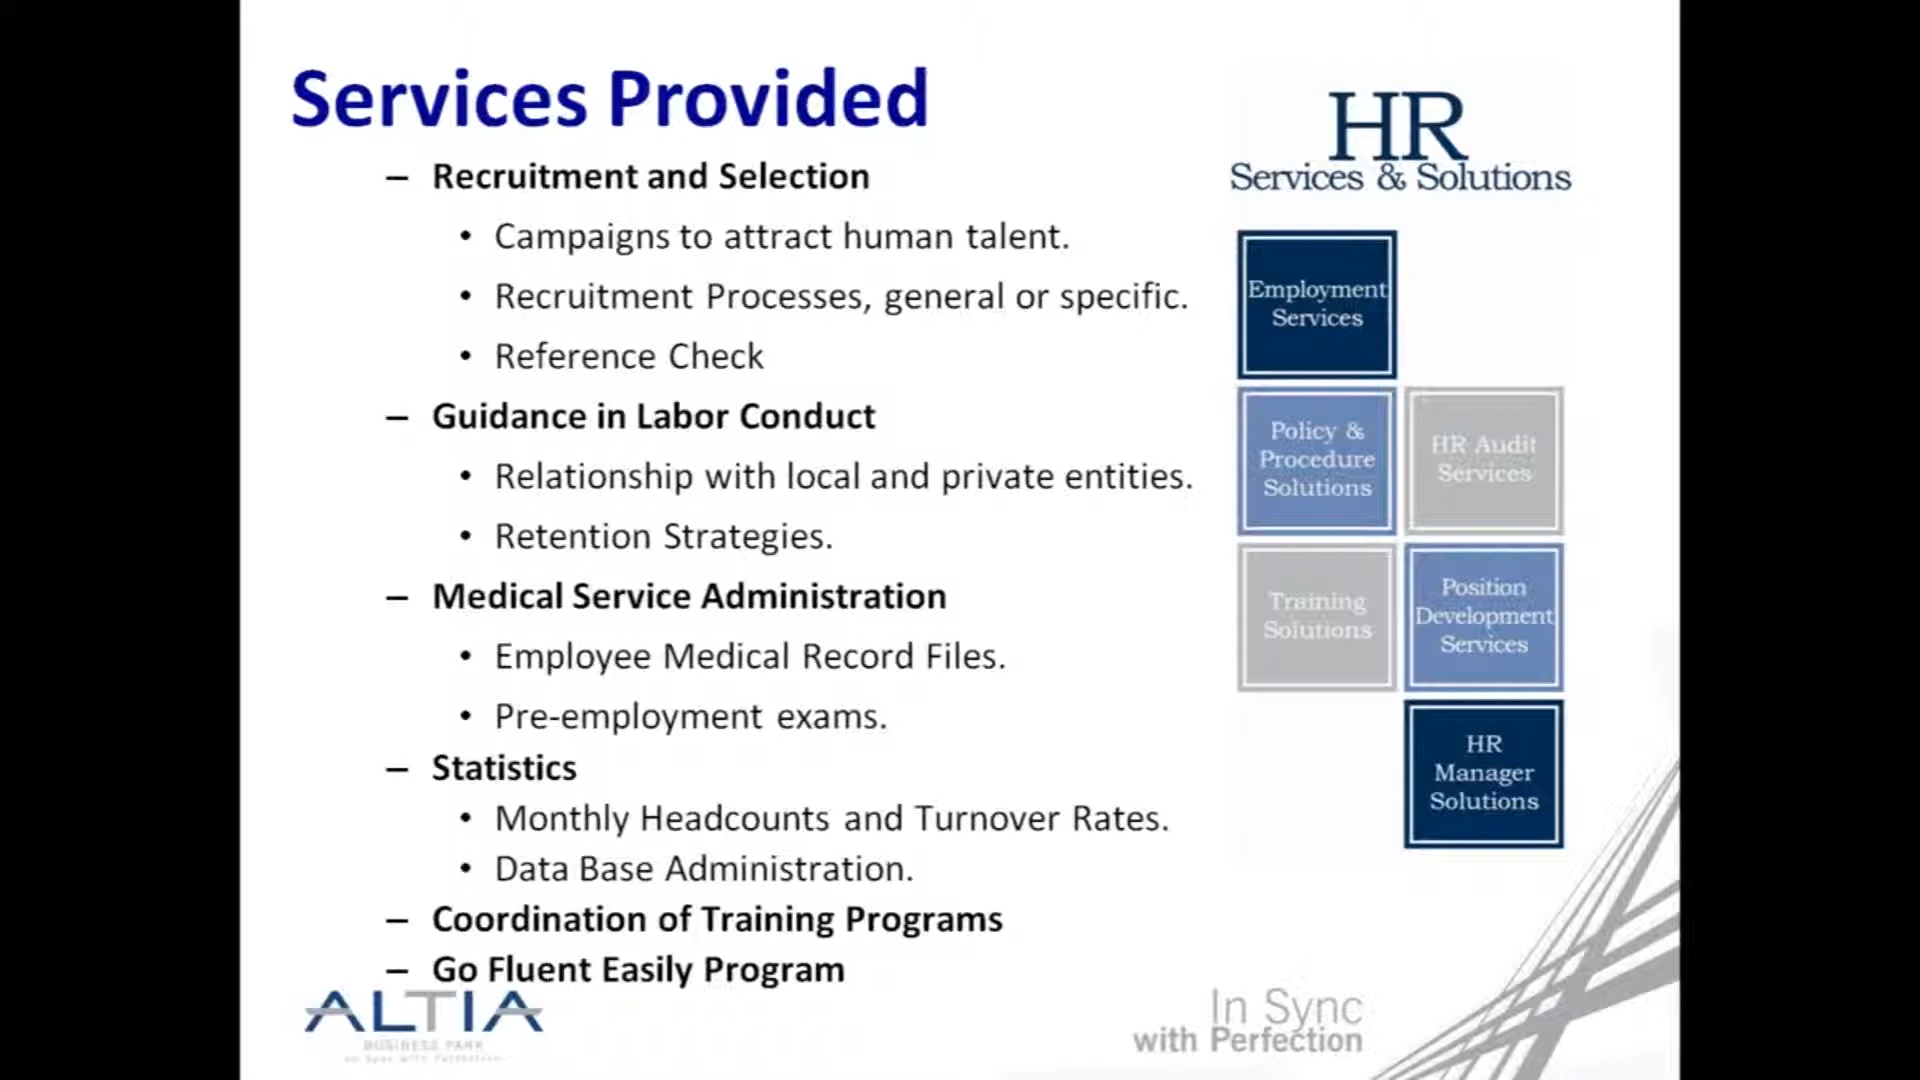 Services Provided
– Recruitment and Selection
• Campaigns to attract human talent.
• Recruitment Processes, general or specific.
• Reference Check
– Guidance in Labor Conduct
• Relationship with local and private entities.
• Retention Strategies.
– Medical Service Administration
• Employee Medical Record Files.
• Pre-employment exams.
– Statistics
• Monthly Headcounts and Turnover Rates.
• Data Base Administration.
– Coordination of Training Programs
– Go Fluent Easily Program
HR
Services & Solutions
Employment
Services
Policy &
Procedure
Solutions
HR Audit
Services
Training
Solutions
Position
Development
Services
HR
Manager
Solutions
ALTIA
BUSINESS PARK
In Sync with Perfection
In Sync
with Perfection